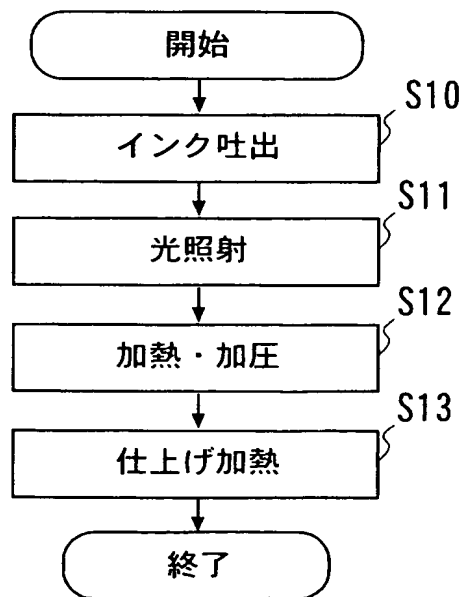 開始
S10
インク吐出
S11
光照射
S12
加熱・加圧
S13
仕上げ加熱
終了